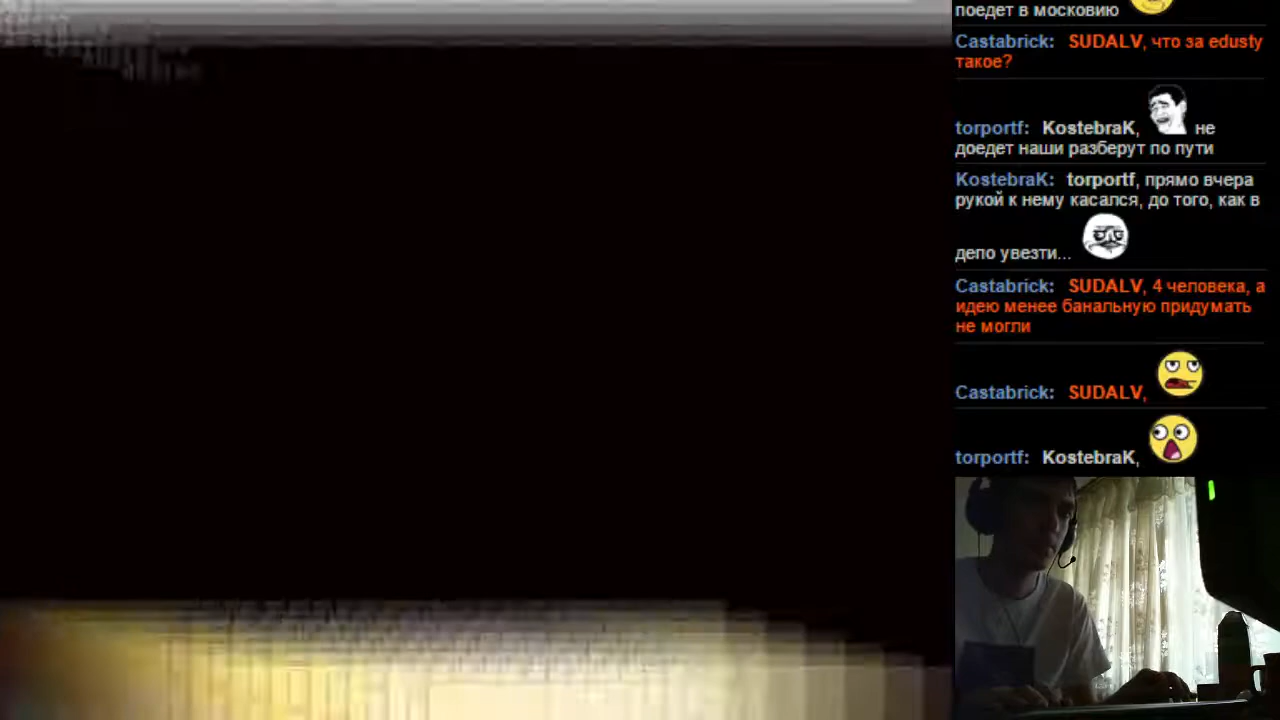 поедет в московию
Castabrick: SUDALV, что за edusty
такое?
torportf: KostebraK, не
доедет наши разберут по пути
KostebraK: torportf, прямо вчера
рукой к нему касался, до того, как в
депо увезти...
Castabrick: SUDALV, 4 человека, а
идею менее банальную придумать
не могли
Castabrick: SUDALV,
torportf: KostebraK,